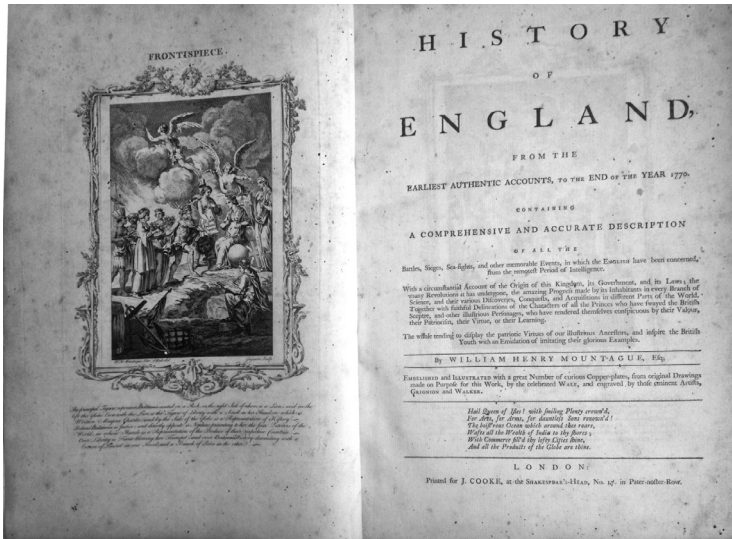 FRONTISPIECE.
HISTORY
OF
ENGLAND,
FROM THE
EARLIEST AUTHENTIC ACCOUNTS, TO THE END OF THE YEAR 1770.
CONTAINING
A COMPREHENSIVE AND ACCURATE DESCRIPTION
OF ALL THE
Battles, Sieges, Sea-fights, and other memorable Events, in which the ENGLISH have been concerned,
from the remotest Period of Intelligence.
With a circumstantial Account of the Origin of this Kingdom, its Government, and its Laws; the
many Revolutions it has undergone, the amazing Progress made by its Inhabitants in every Branch of
Science, and their various Discoveries, Conquests, and Acquisitions in different Parts of the World.
Together with faithful Delineations of the Characters of all the Princes who have swayed the British
Sceptre, and other illustrious Personages, who have rendered themselves conspicuous by their Valour,
their Patriotism, their Virtue, or their Learning.
The whole tending to display the patriotic Virtues of our illustrious Ancestors, and inspire the British
Youth with an Emulation of imitating their glorious Examples.
By WILLIAM HENRY MOUNTAGUE, Esq.
EMBELISHED and ILLUSTRATED with a great Number of curious Copper-plates, from original Drawings
made on Purpose for this Work, by the celebrated WALE, and engraved by those eminent Artists,
GRIGNION and WALKER.
Hail Queen of Isles! with smiling Plenty crown'd,
For Arts, for Arms, for dauntless Sons renown'd!
The boist'rous Ocean which around thee roars,
Wafts all the Wealth of India to thy shores;
With Commerce fill'd thy lofty Cities shine,
And all the Products of the Globe are thine.
LONDON:
Printed for J. COOKE, at the SHAKESPEAR'S-HEAD, No. 17, in Pater-noster-Row.